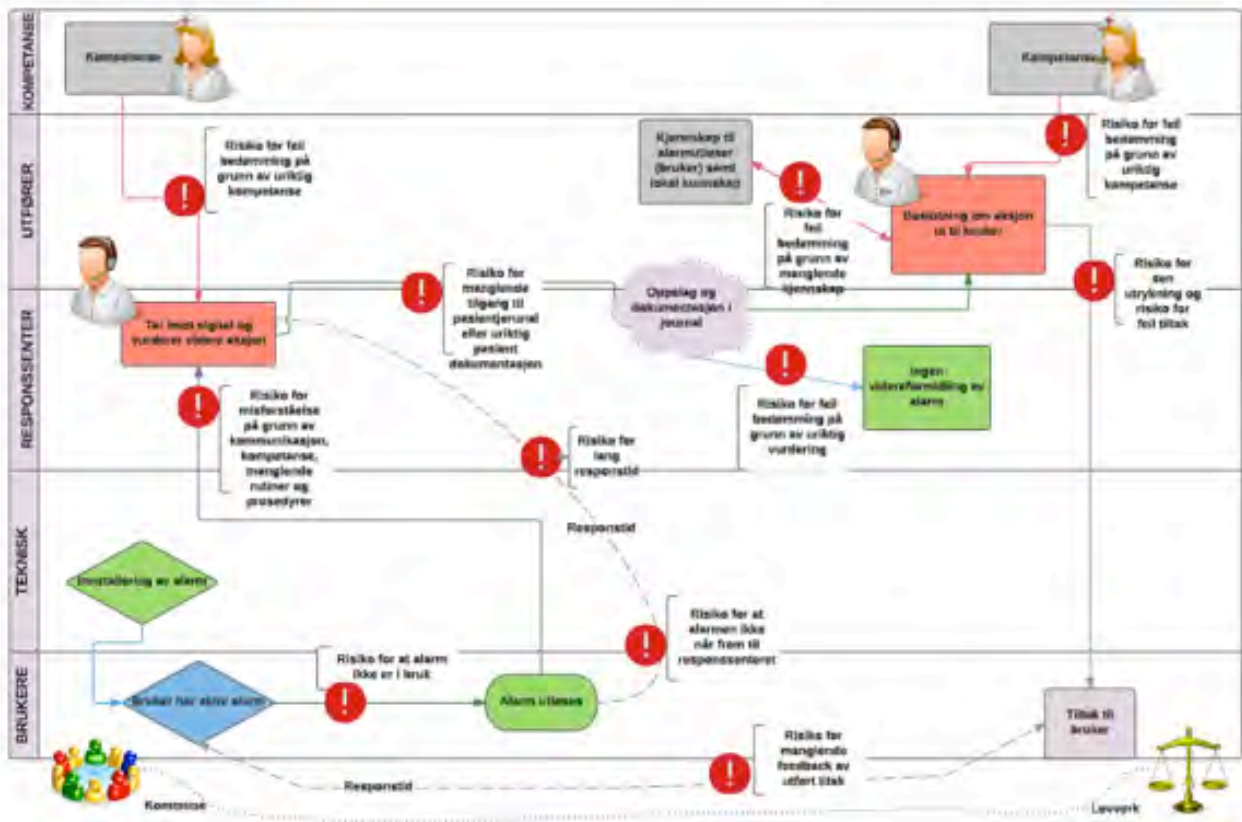 KOMPETANSE
Kompetanse
Kompetanse
UTFØRER
Risiko for feil
bedømming på
grunn av uriktig
kompetanse
Kjennskap til
alarmutløser
(bruker) samt
lokal kunnskap
Risiko for feil
bedømming
på grunn av
uriktig
kompetanse
Beslutning om aksjon
ut til bruker
Risiko for
feil
bedømming
på grunn av
manglende
kjennskap
Risiko for
sen
utrykning og
risiko for
feil tiltak
RESPONSSENTER
Tar imot signal og
vurderer videre aksjon
Risiko for
manglende
tilgang til
pasientjournal
eller uriktig
pasient
dokumentasjon
Oppslag og
dokumentasjon i
journal
Ingen
videreformidling av
alarm
Risiko for
misforståelse
på grunn av
kommunikasjon,
kompetanse,
manglende
rutiner og
prosedyrer
Risiko for feil
bedømming på
grunn av uriktig
vurdering
Risiko for
lang
responstid
TEKNISK
Responstid
Innstallering av alarm
Risiko for at
alarmen ikke
når frem til
responssenteret
BRUKERE
Risiko for at alarm
ikke er i bruk
Bruker har aktiv alarm
Alarm utløses
Tiltak til
bruker
Risiko for
manglende
feedback av
utført titak
Responstid
Kommune
Lovverk